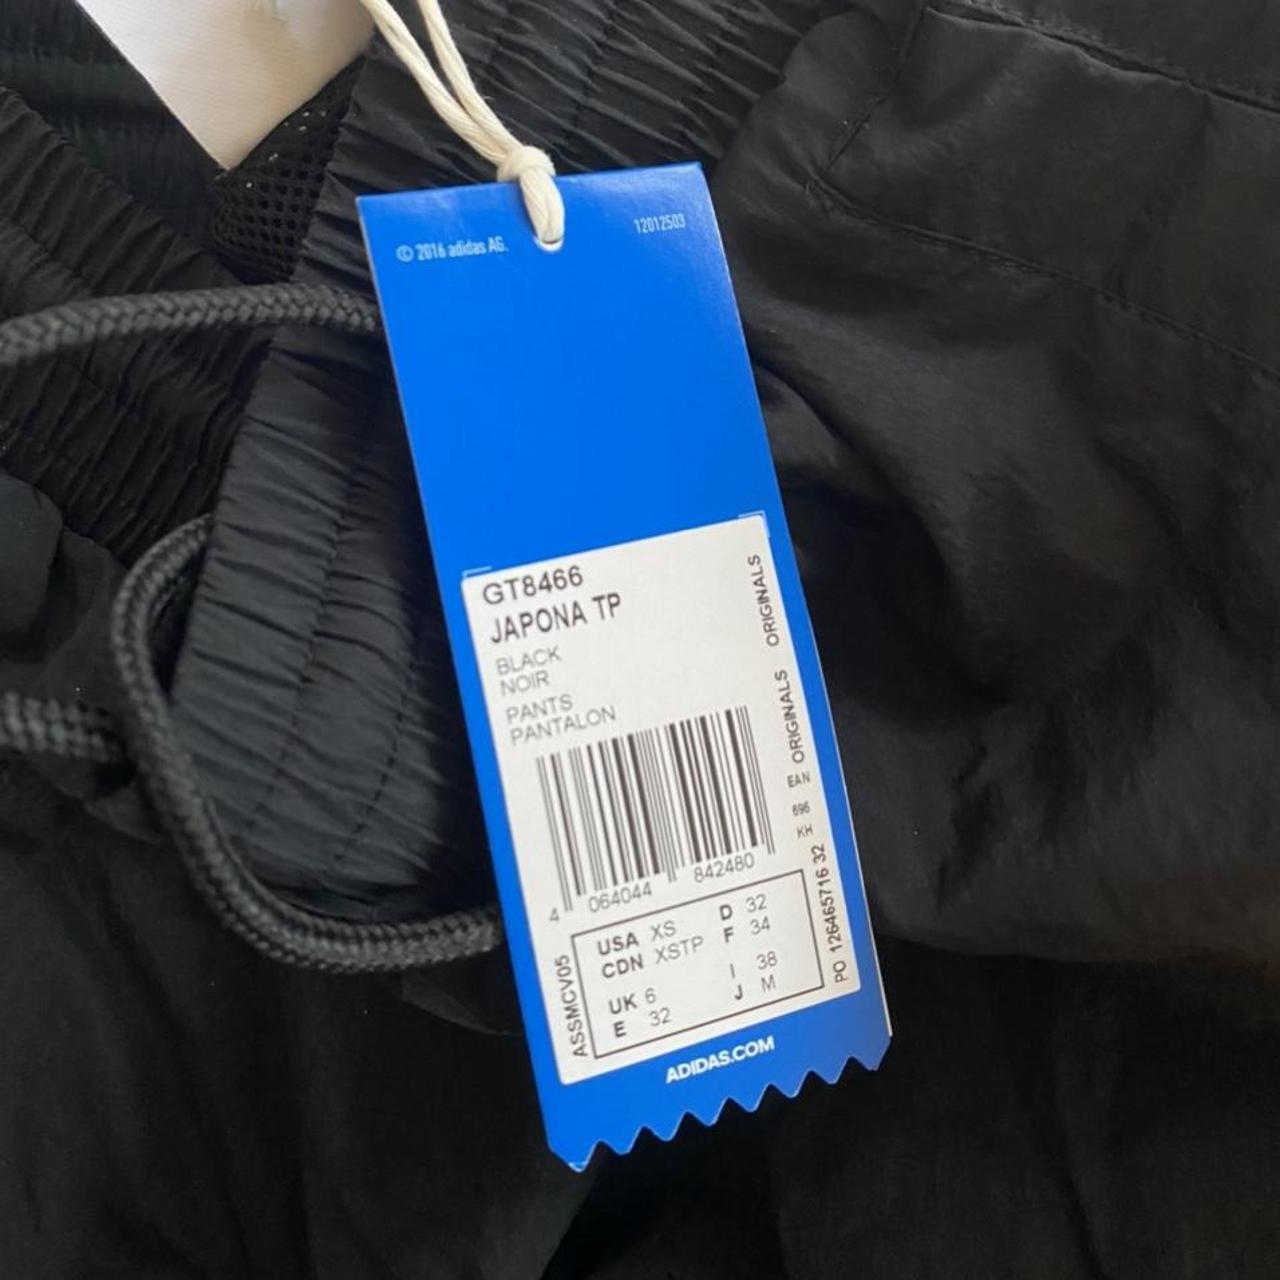 © 2016 adidas AG.
12012503
GT8466
JAPONA TP
BLACK
NOIR
PANTS
PANTALON
ORIGINALS
ORIGINALS
EAN
696
KH
PO 126465716 32
4 064044 842480
ASSMCV05
USA XS D 32
CDN XSTP F 34
UK 6 I 38
E 32 J M
ADIDAS.COM